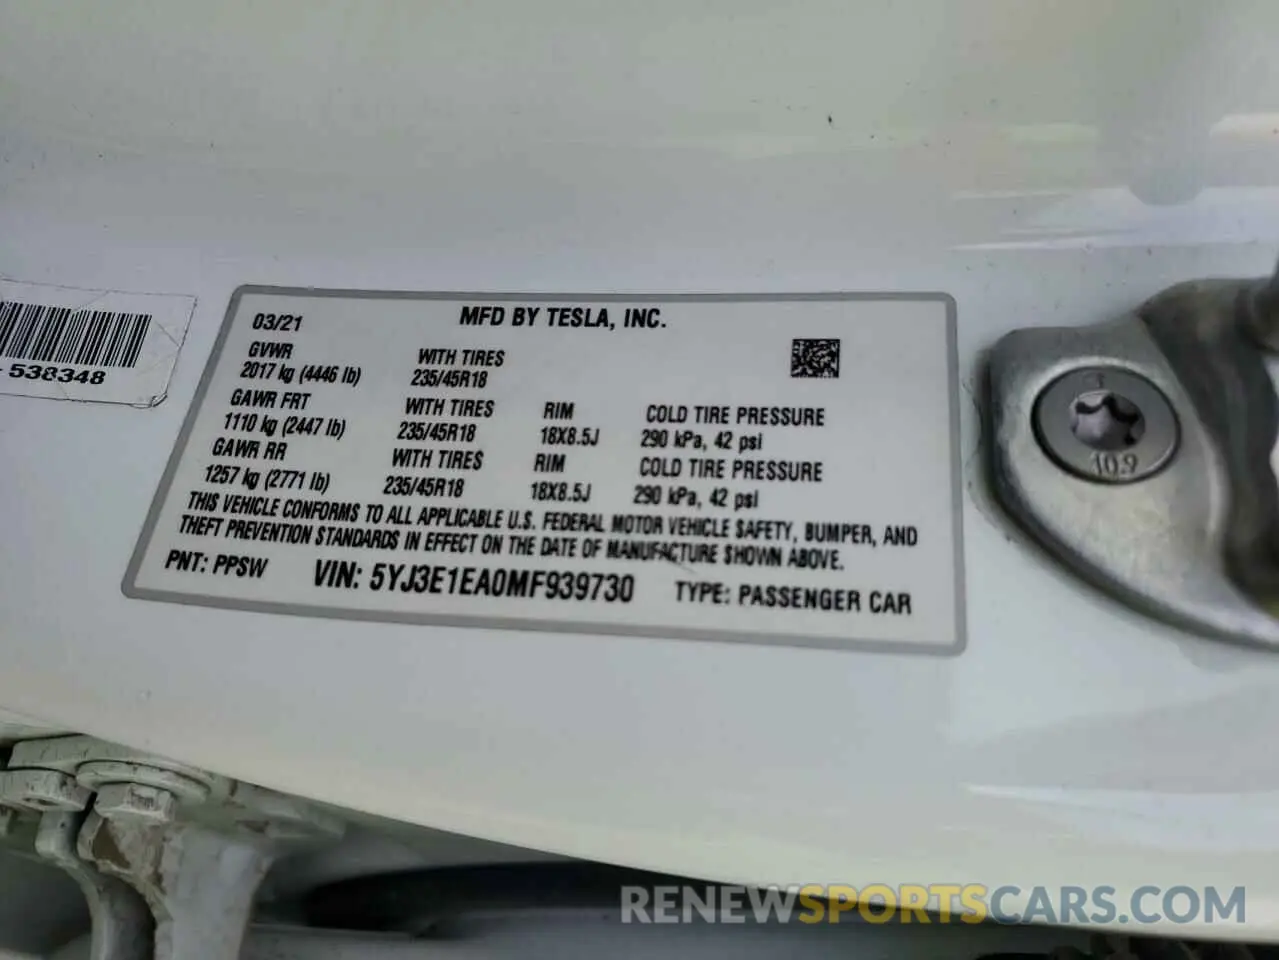 538348
03/21 MFD BY TESLA, INC.
GVWR WITH TIRES
2017 kg (4446 lb) 235/45R18
GAWR FRT WITH TIRES RIM COLD TIRE PRESSURE
1110 kg (2447 lb) 235/45R18 18X8.5J 290 kPa, 42 psi
GAWR RR WITH TIRES RIM COLD TIRE PRESSURE
1257 kg (2771 lb) 235/45R18 18X8.5J 290 kPa, 42 psi
THIS VEHICLE CONFORMS TO ALL APPLICABLE U.S. FEDERAL MOTOR VEHICLE SAFETY, BUMPER, AND
THEFT PREVENTION STANDARDS IN EFFECT ON THE DATE OF MANUFACTURE SHOWN ABOVE.
PNT: PPSW VIN: 5YJ3E1EA0MF939730 TYPE: PASSENGER CAR
10.9
RENEWSPORTSCARS.COM